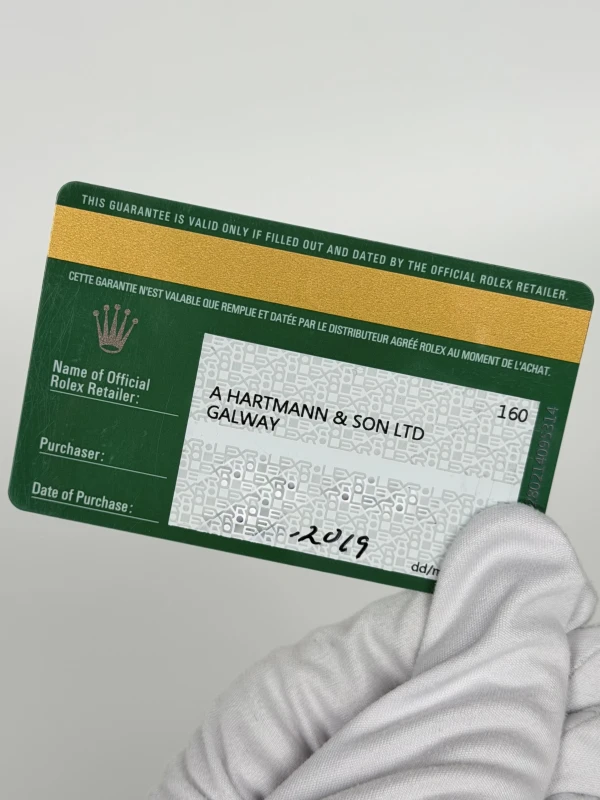 THIS GUARANTEE IS VALID ONLY IF FILLED OUT AND DATED BY THE OFFICIAL ROLEX RETAILER.
CETTE GARANTIE N'EST VALABLE QUE REMPLIE ET DATÉE PAR LE DISTRIBUTEUR AGRÉÉ ROLEX AU MOMENT DE L'ACHAT.
Name of Official
Rolex Retailer:
160
A HARTMANN & SON LTD
GALWAY
Purchaser:
Date of Purchase:
-2019
dd/m